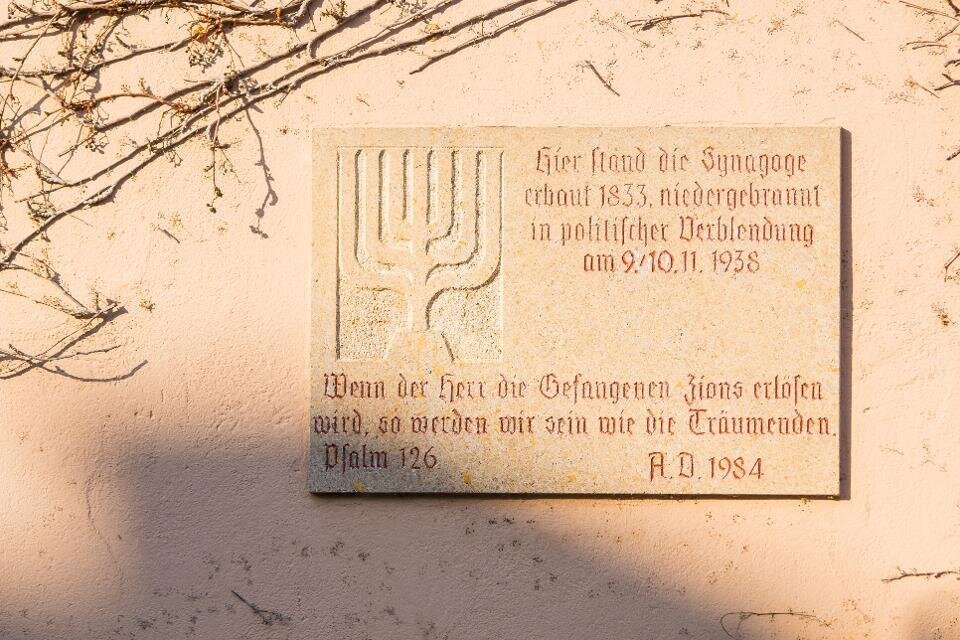 Hier stand die Synagoge
erbaut 1833, niedergebrannt
in politischer Verblendung
am 9./10.11.1938
Wenn der Herr die Gefangenen Zions erlösen
wird, so werden wir sein wie die Träumenden.
Psalm 126
A.D. 1984